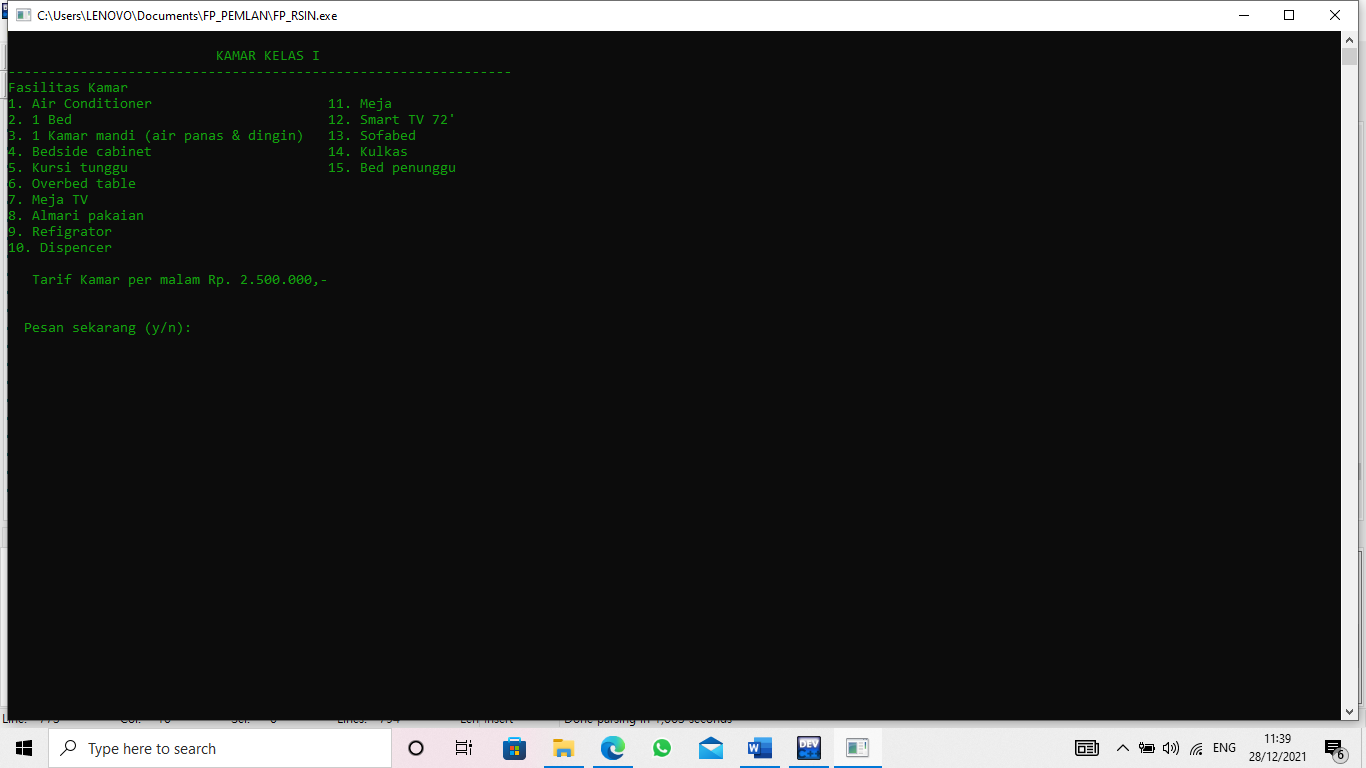 C:\Users\LENOVO\Documents\FP_PEMLAN\FP_RSIN.exe
KAMAR KELAS I
---------------------------------------------------------------
Fasilitas Kamar
1. Air Conditioner 11. Meja
2. 1 Bed 12. Smart TV 72'
3. 1 Kamar mandi (air panas & dingin) 13. Sofabed
4. Bedside cabinet 14. Kulkas
5. Kursi tunggu 15. Bed penunggu
6. Overbed table
7. Meja TV
8. Almari pakaian
9. Refigrator
10. Dispencer
Tarif Kamar per malam Rp. 2.500.000,-
Pesan sekarang (y/n):
Type here to search
DEV C++
ENG
11:39
28/12/2021
6